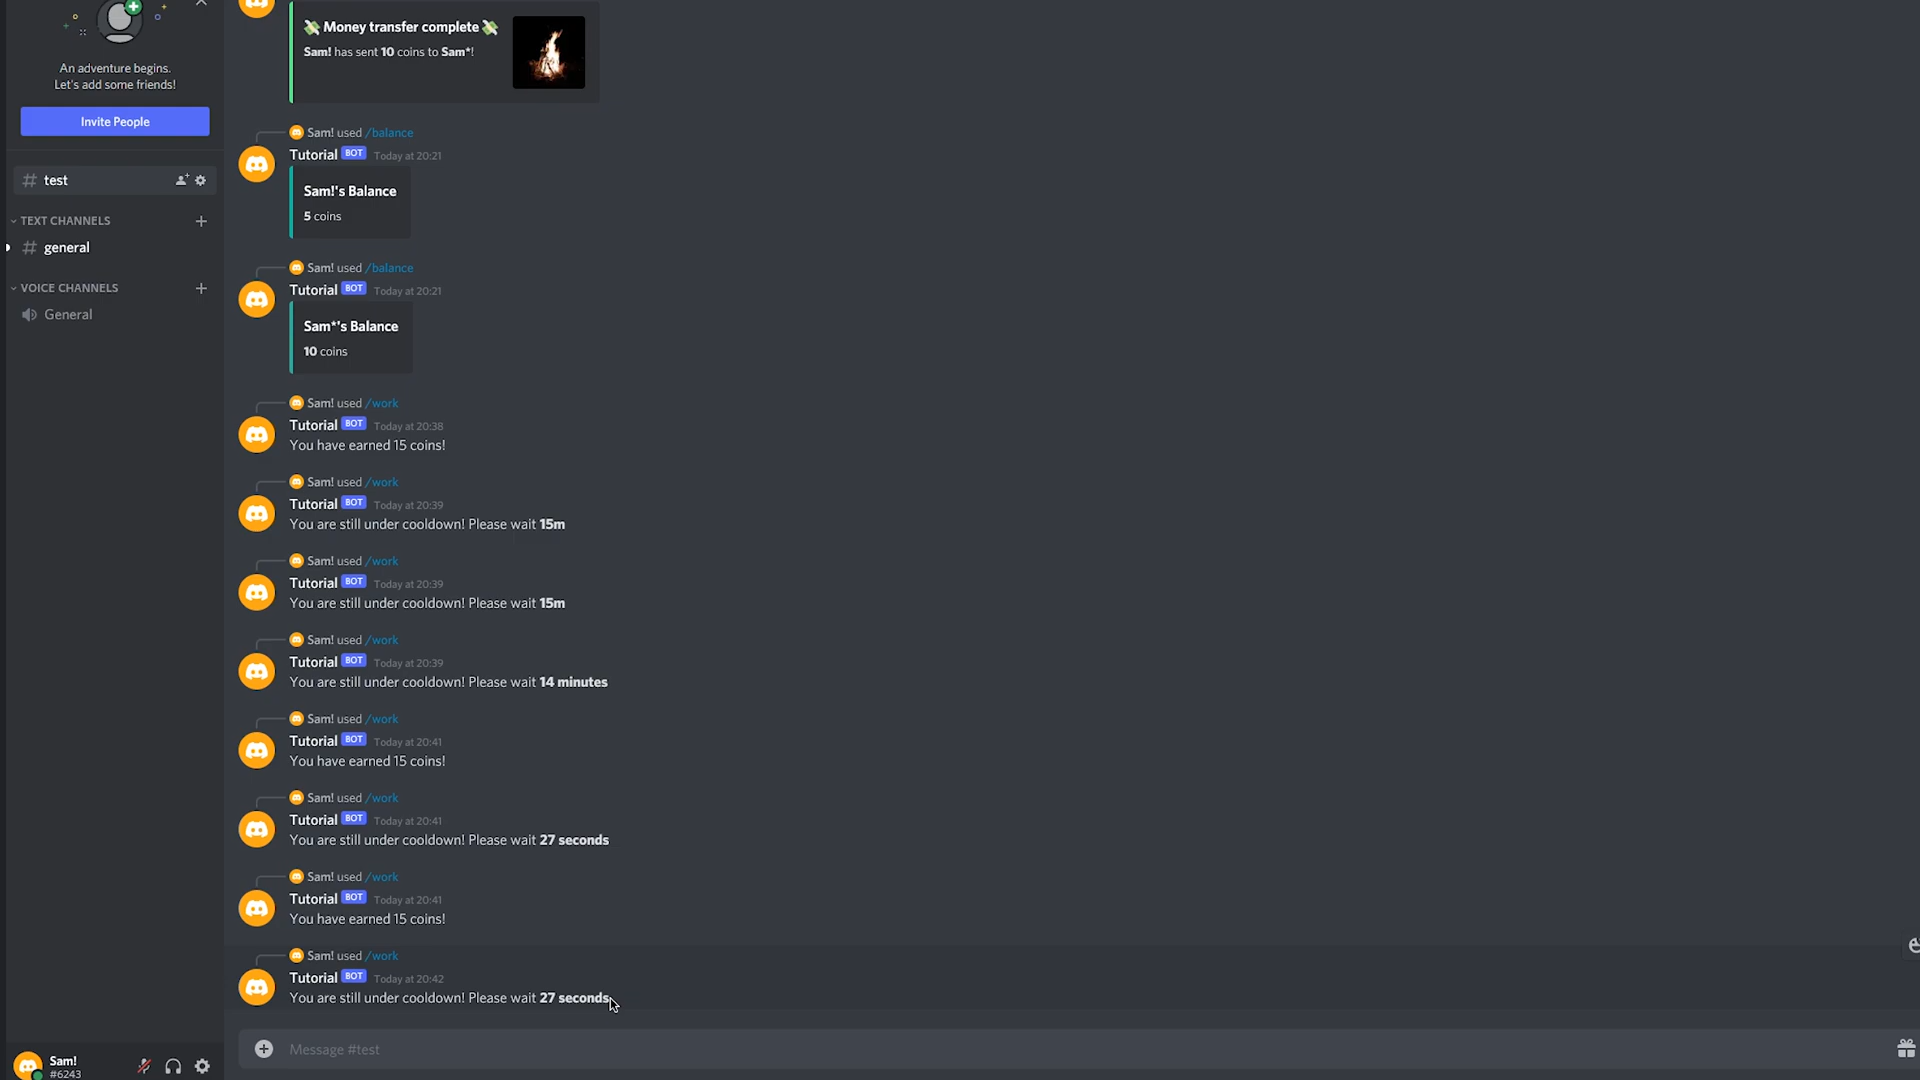 An adventure begins.
Let's add some friends!
Invite People
test
TEXT CHANNELS
general
VOICE CHANNELS
General
Sam!
#6243
💸 Money transfer complete 💸
Sam! has sent 10 coins to Sam*!
Sam! used /balance
Tutorial BOT Today at 20:21
Sam!'s Balance
5 coins
Sam! used /balance
Tutorial BOT Today at 20:21
Sam*'s Balance
10 coins
Sam! used /work
Tutorial BOT Today at 20:38
You have earned 15 coins!
Sam! used /work
Tutorial BOT Today at 20:39
You are still under cooldown! Please wait 15m
Sam! used /work
Tutorial BOT Today at 20:39
You are still under cooldown! Please wait 15m
Sam! used /work
Tutorial BOT Today at 20:39
You are still under cooldown! Please wait 14 minutes
Sam! used /work
Tutorial BOT Today at 20:41
You have earned 15 coins!
Sam! used /work
Tutorial BOT Today at 20:41
You are still under cooldown! Please wait 27 seconds
Sam! used /work
Tutorial BOT Today at 20:41
You have earned 15 coins!
Sam! used /work
Tutorial BOT Today at 20:42
You are still under cooldown! Please wait 27 seconds
Message #test